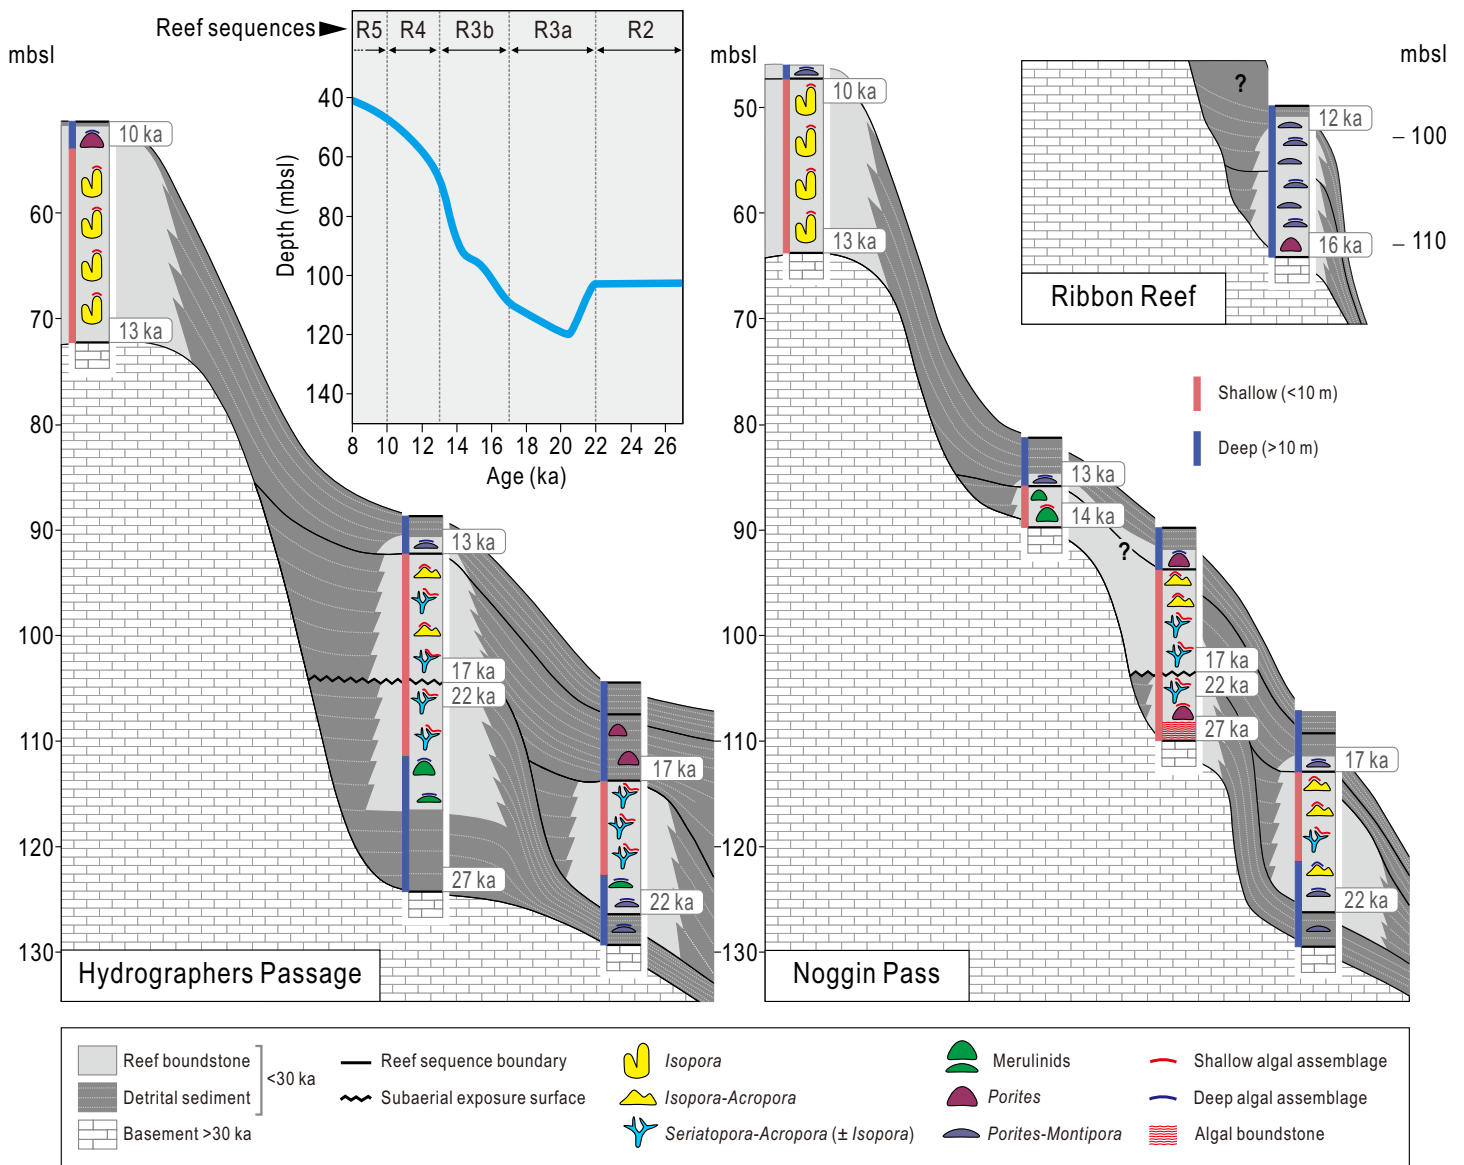 Reef sequences
R5 R4 R3b R3a R2
mbsl
40
60
80
100
120
140
Depth (mbsl)
8 10 12 14 16 18 20 22 24 26
Age (ka)
60
70
80
90
100
110
120
130
10 ka
13 ka
13 ka
17 ka
22 ka
27 ka
17 ka
22 ka
Hydrographers Passage
mbsl
50
60
70
80
90
100
110
120
130
10 ka
13 ka
13 ka
14 ka
?
17 ka
22 ka
27 ka
17 ka
22 ka
Noggin Pass
mbsl
?
12 ka
16 ka
– 100
– 110
Ribbon Reef
Shallow (<10 m)
Deep (>10 m)
Reef boundstone
Detrital sediment
<30 ka
Basement >30 ka
Reef sequence boundary
Subaerial exposure surface
Isopora
Isopora-Acropora
Seriatopora-Acropora (± Isopora)
Merulinids
Porites
Porites-Montipora
Shallow algal assemblage
Deep algal assemblage
Algal boundstone